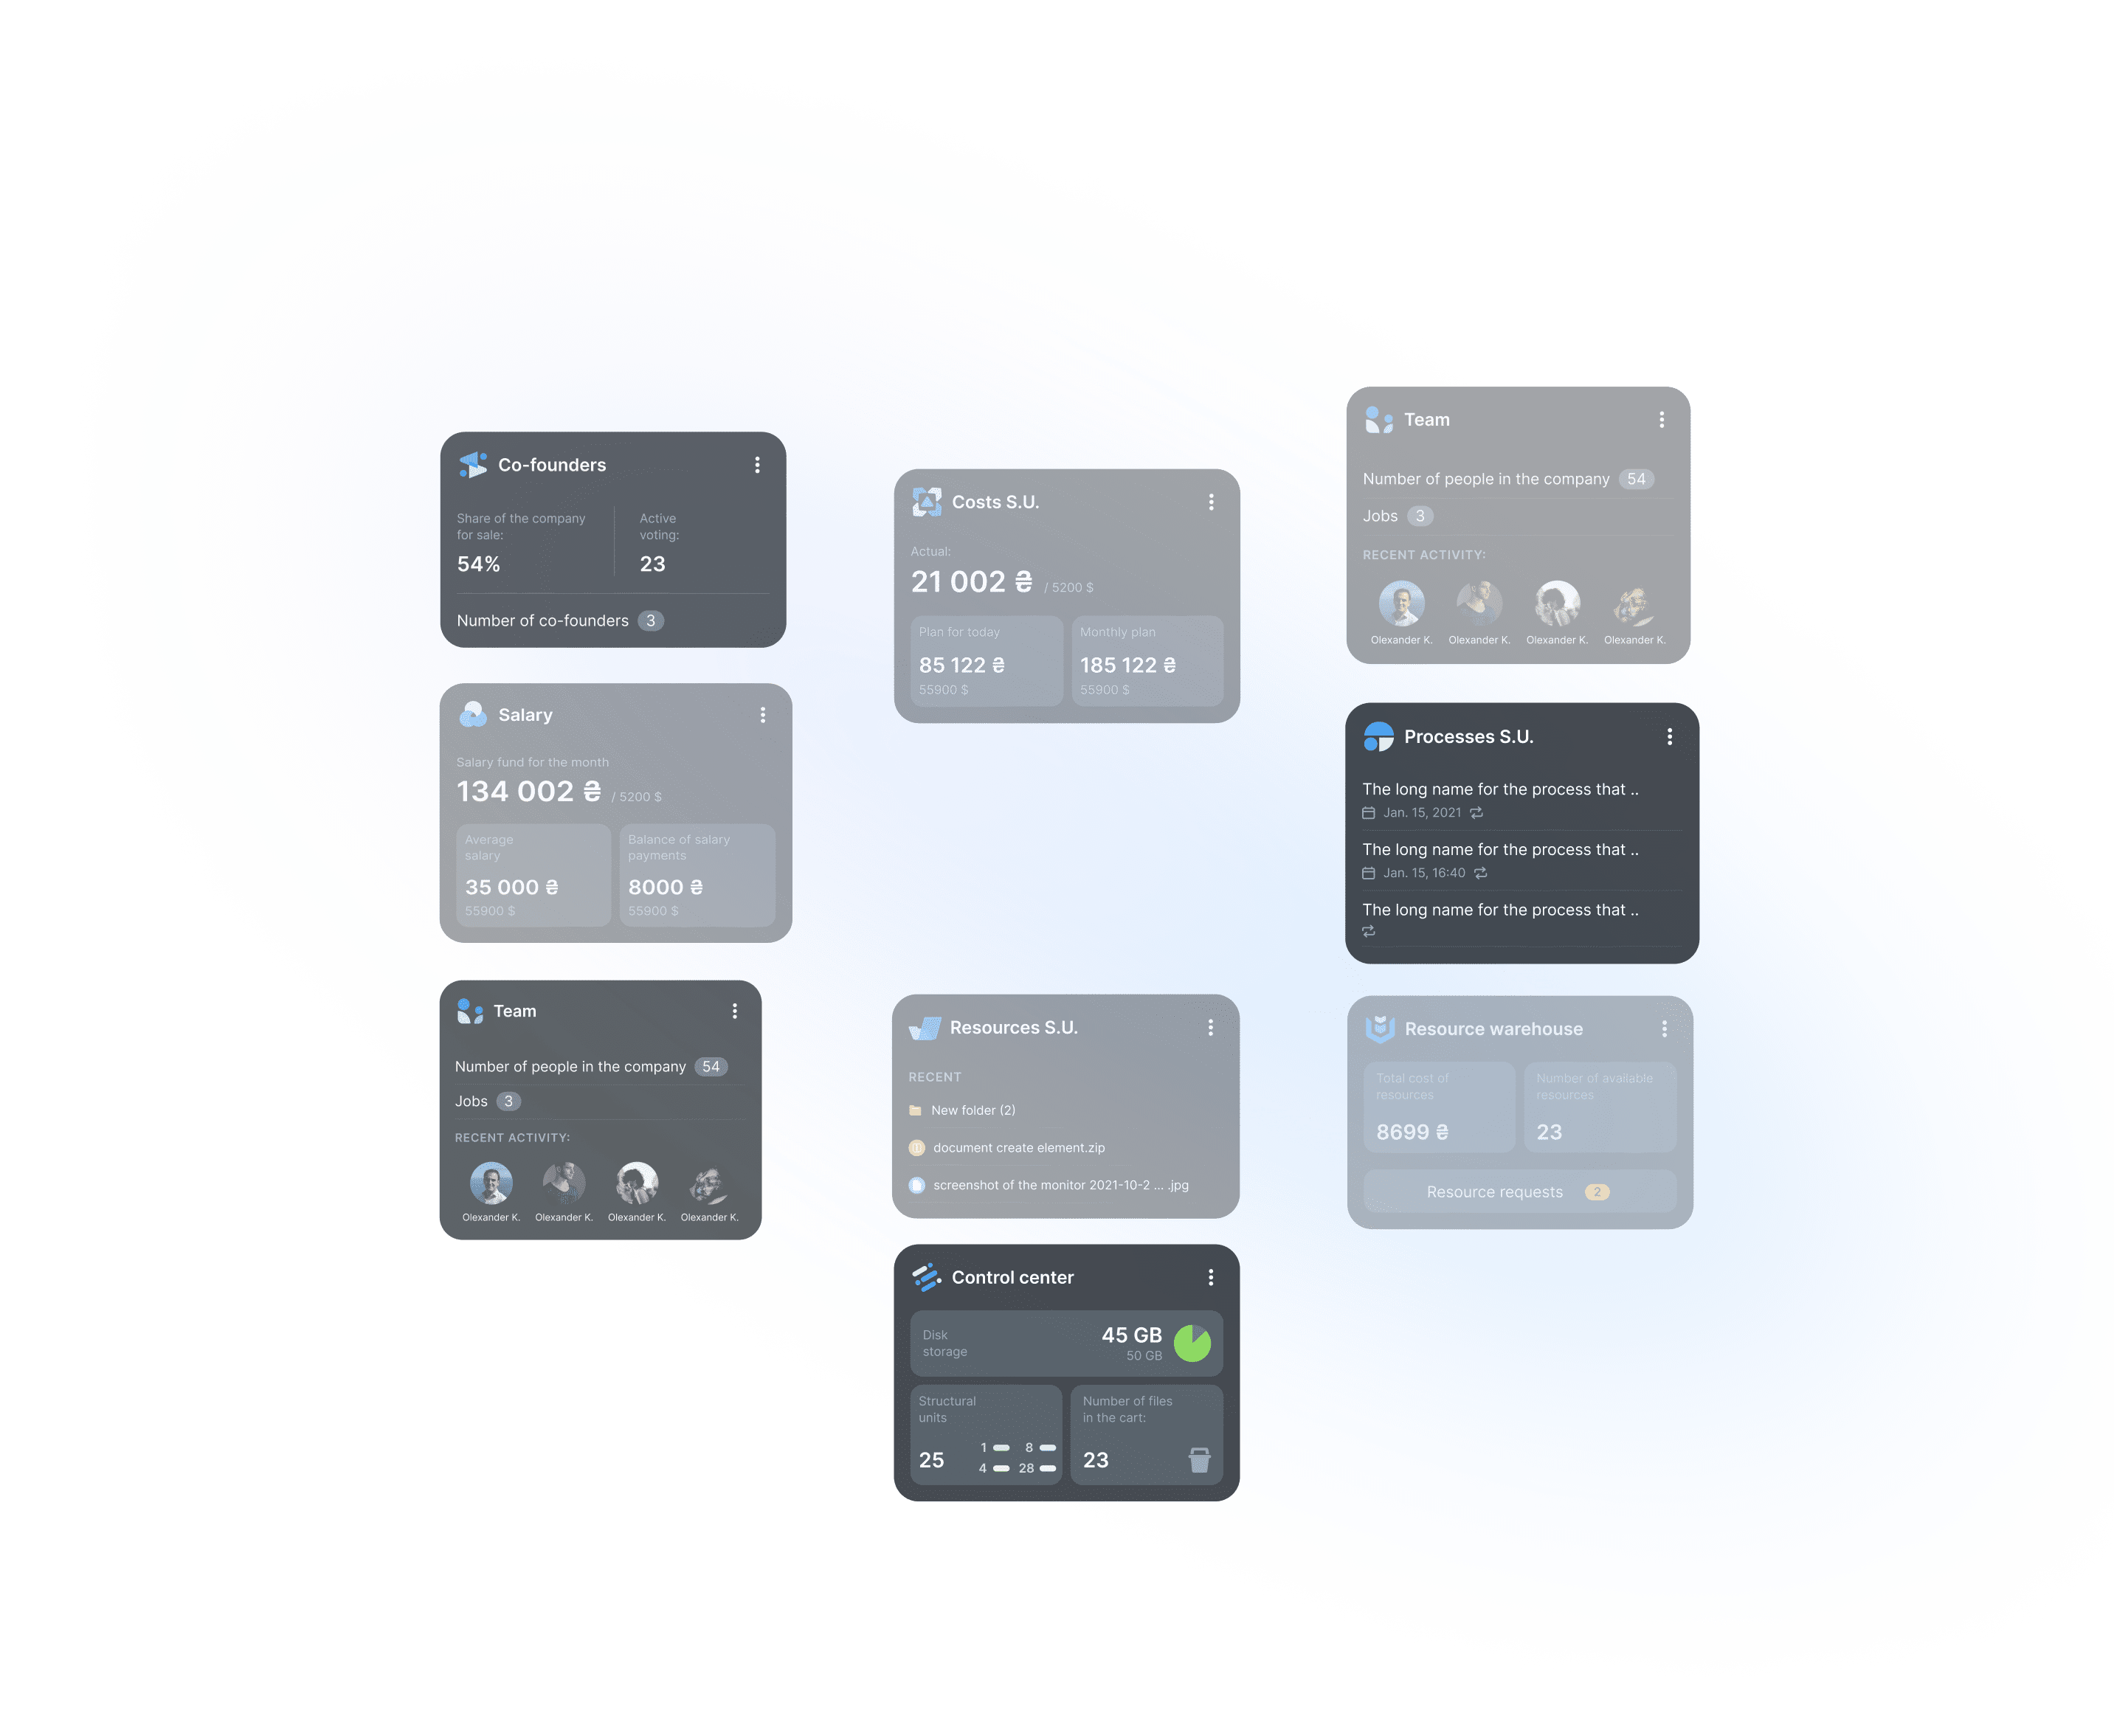 Co-founders
Share of the company
for sale:
54%
Active
voting:
23
Number of co-founders 3
Salary
Salary fund for the month
134 002 ₴ / 5200 $
Average
salary
35 000 ₴
55900 $
Balance of salary
payments
8000 ₴
55900 $
Team
Number of people in the company 54
Jobs 3
RECENT ACTIVITY:
Olexander K. Olexander K. Olexander K. Olexander K.
Costs S.U.
Actual:
21 002 ₴ / 5200 $
Plan for today
85 122 ₴
55900 $
Monthly plan
185 122 ₴
55900 $
Resources S.U.
RECENT
New folder (2)
document create element.zip
screenshot of the monitor 2021-10-2 ... .jpg
Control center
Disk
storage
45 GB
50 GB
Structural
units
25
1 8
4 28
Number of files
in the cart:
23
Team
Number of people in the company 54
Jobs 3
RECENT ACTIVITY:
Olexander K. Olexander K. Olexander K. Olexander K.
Processes S.U.
The long name for the process that ..
Jan. 15, 2021
The long name for the process that ..
Jan. 15, 16:40
The long name for the process that ..
Resource warehouse
Total cost of
resources
8699 ₴
Number of available
resources
23
Resource requests 2